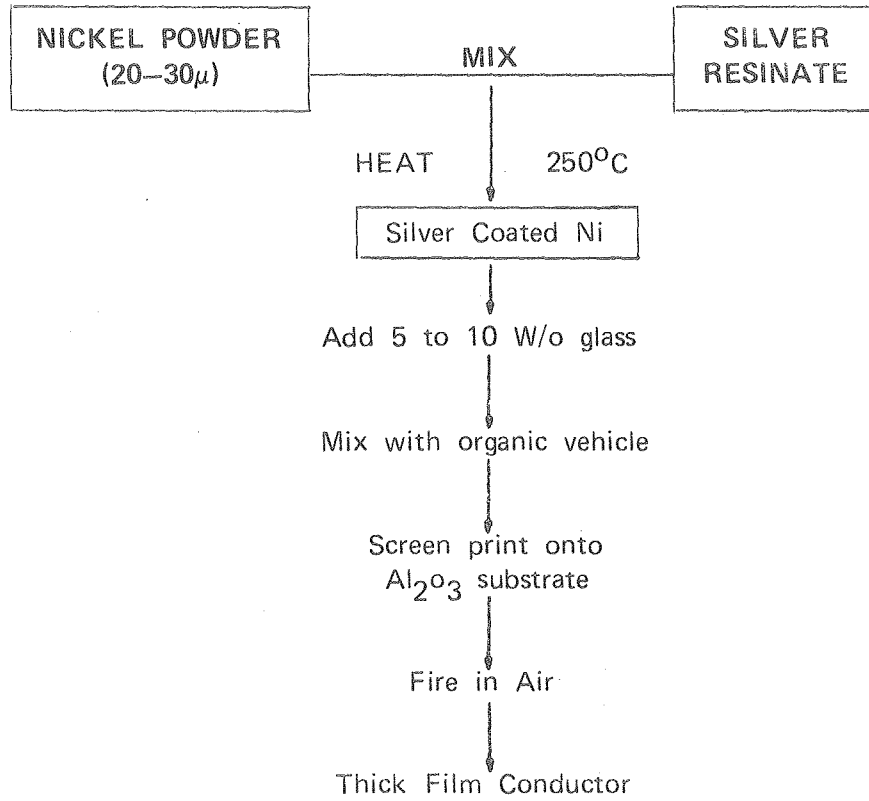 NICKEL POWDER
(20–30μ)
MIX
SILVER
RESINATE
HEAT 250°C
Silver Coated Ni
Add 5 to 10 W/o glass
Mix with organic vehicle
Screen print onto
Al₂o₃ substrate
Fire in Air
Thick Film Conductor